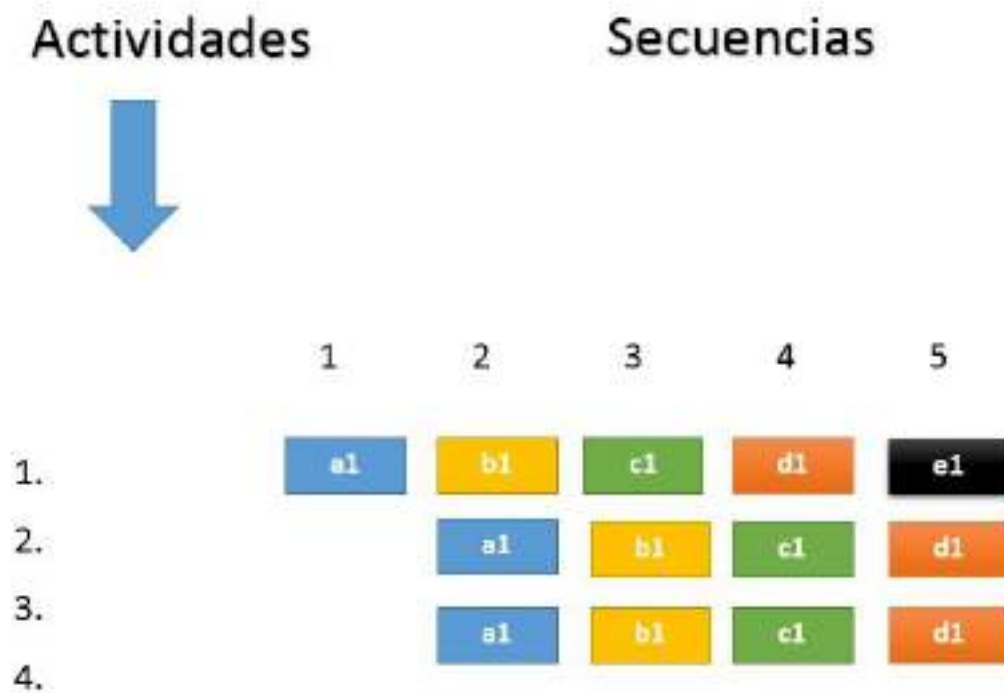 Actividades Secuencias
1 2 3 4 5
1. a1 b1 c1 d1 e1
2. a1 b1 c1 d1
3. a1 b1 c1 d1
4.